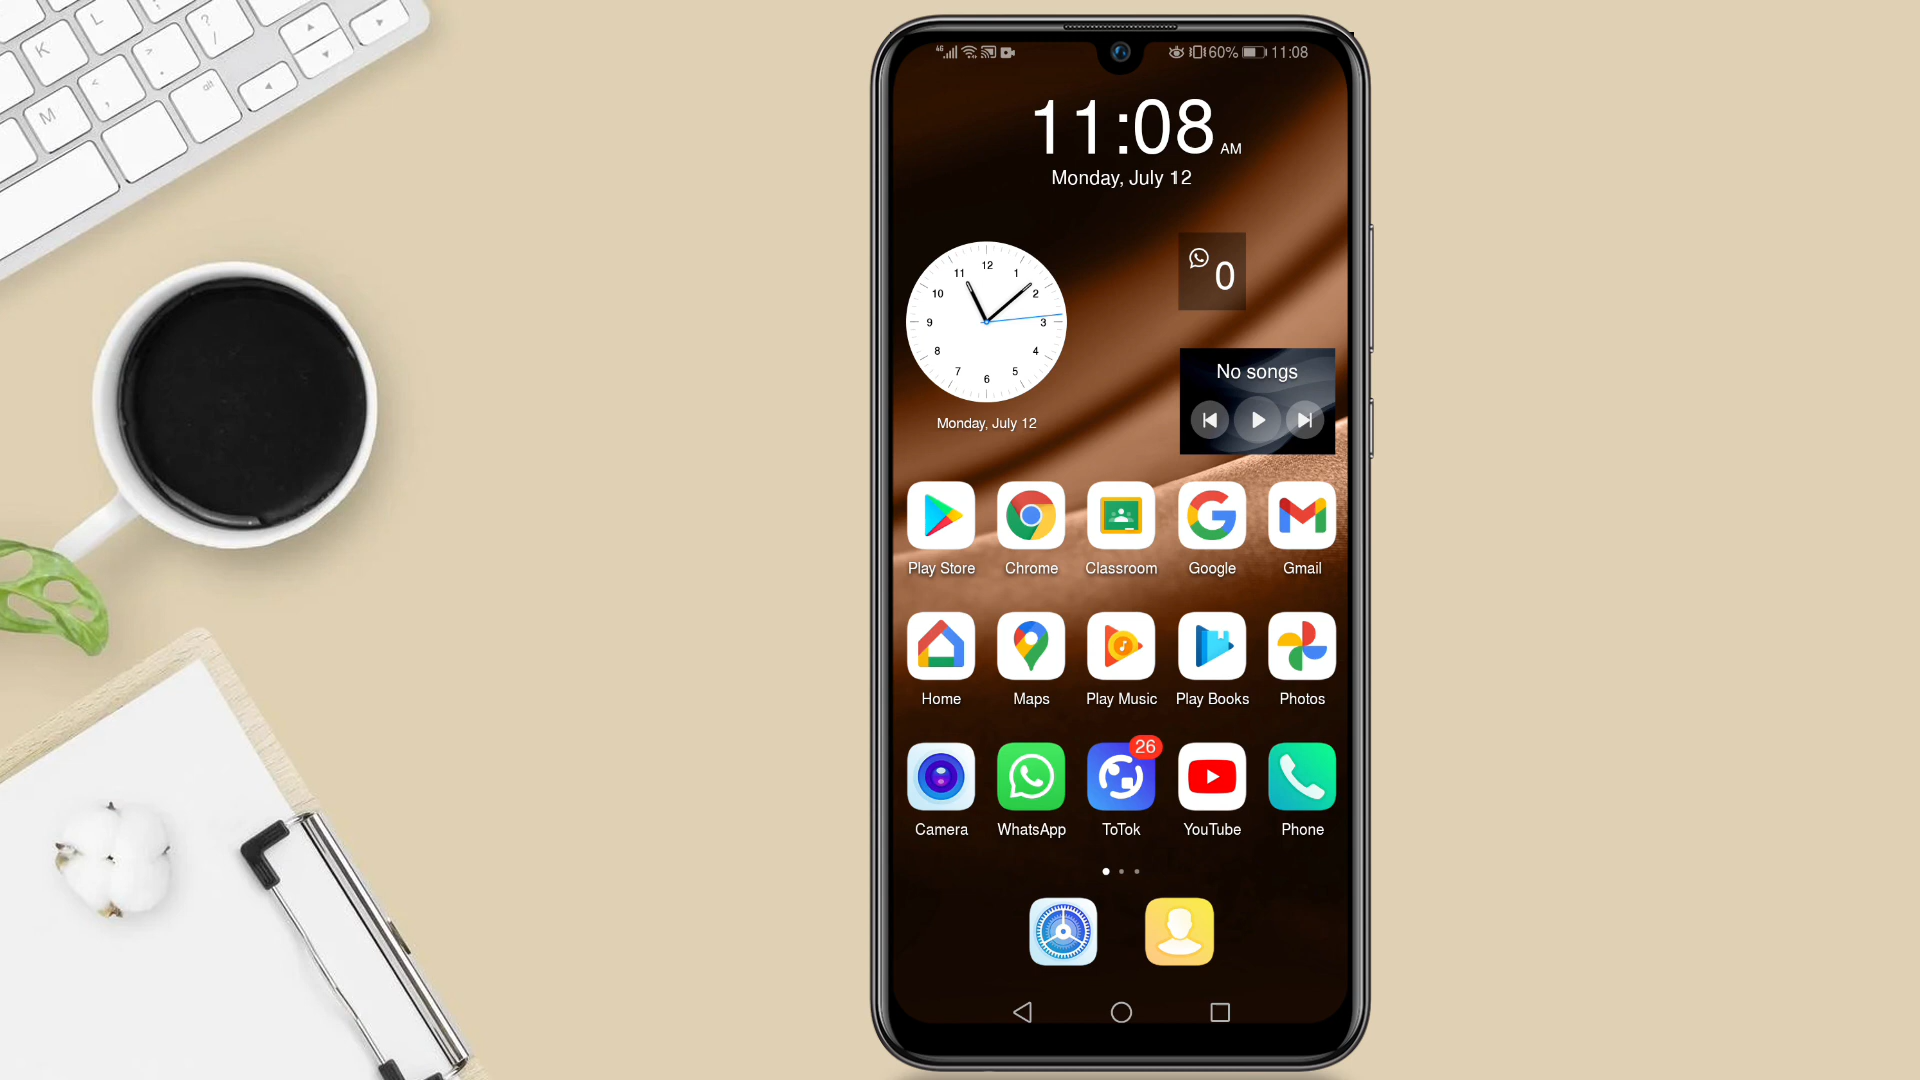 K
L
?
/
>
.
<
,
M
alt
4G
60%
11:08
11:08 AM
Monday, July 12
12
1
2
3
4
5
6
7
8
9
10
11
Monday, July 12
0
No songs
Play Store
Chrome
Classroom
Google
Gmail
Home
Maps
Play Music
Play Books
Photos
26
Camera
WhatsApp
ToTok
YouTube
Phone